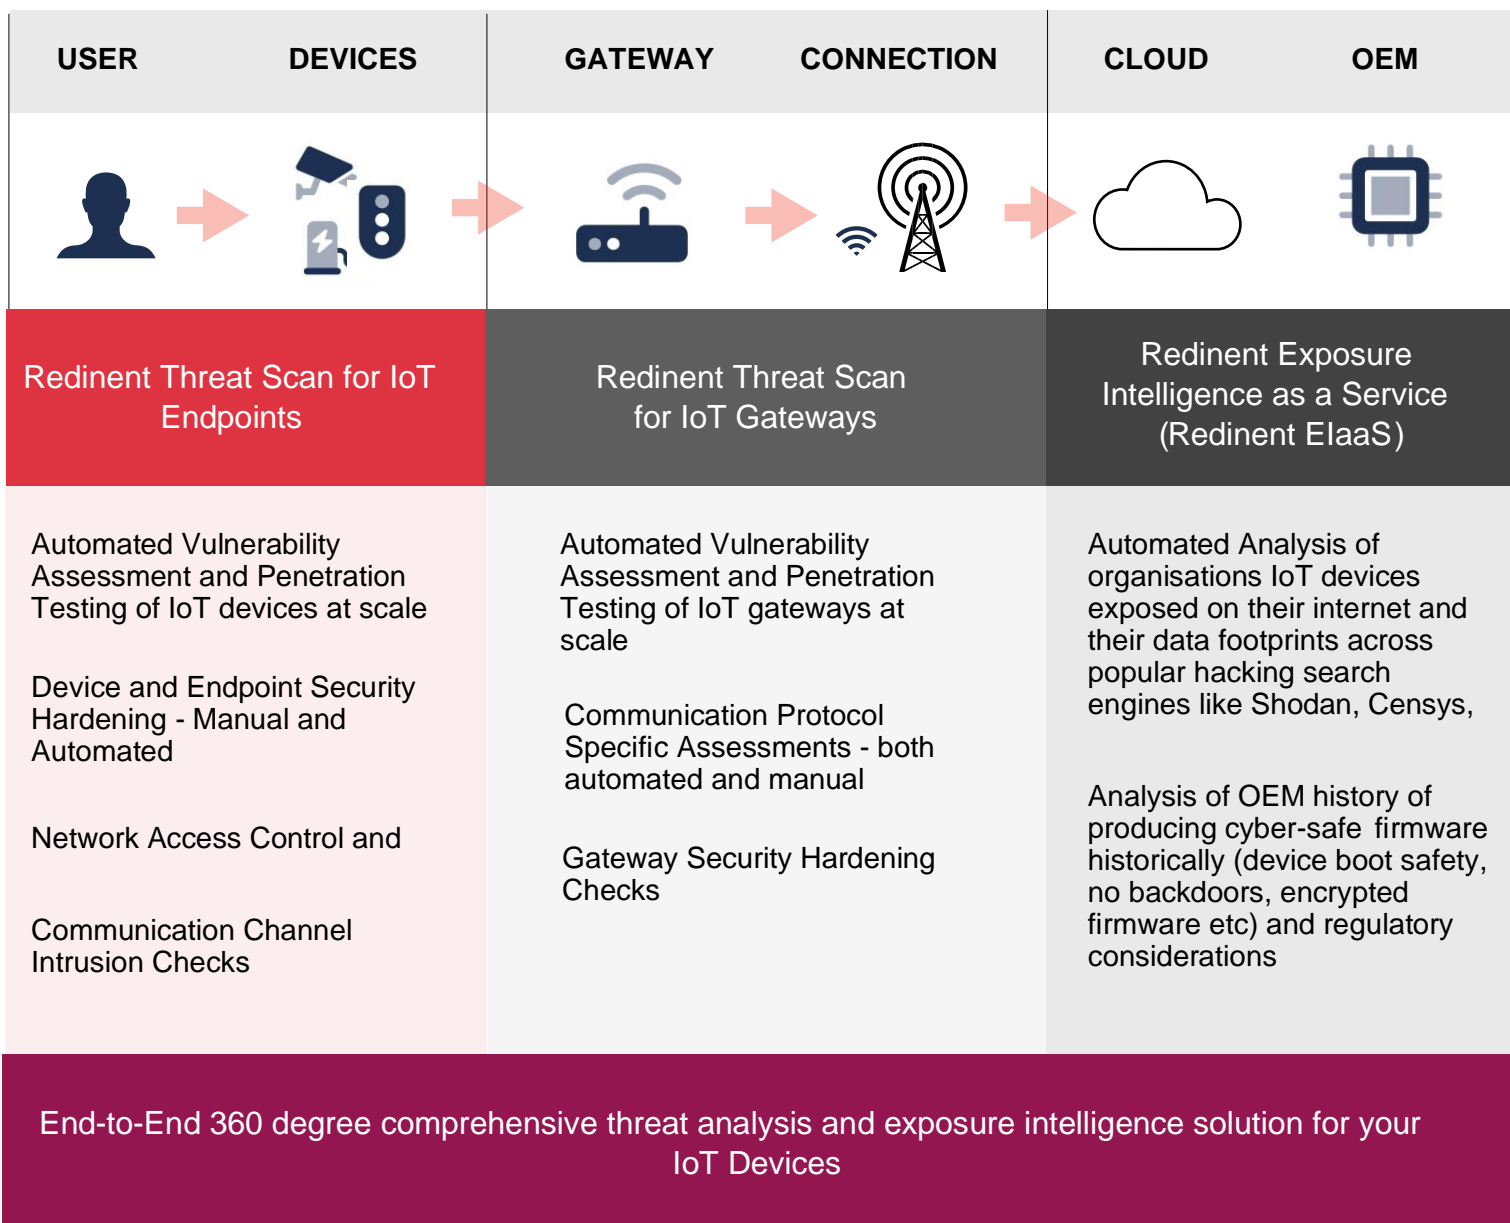 USER
DEVICES
GATEWAY
CONNECTION
CLOUD
OEM
Redinent Threat Scan for IoT
Endpoints
Redinent Threat Scan
for IoT Gateways
Redinent Exposure
Intelligence as a Service
(Redinent EIaaS)
Automated Vulnerability
Assessment and Penetration
Testing of IoT devices at scale
Device and Endpoint Security
Hardening - Manual and
Automated
Network Access Control and
Communication Channel
Intrusion Checks
Automated Vulnerability
Assessment and Penetration
Testing of IoT gateways at
scale
Communication Protocol
Specific Assessments - both
automated and manual
Gateway Security Hardening
Checks
Automated Analysis of
organisations IoT devices
exposed on their internet and
their data footprints across
popular hacking search
engines like Shodan, Censys,
Analysis of OEM history of
producing cyber-safe firmware
historically (device boot safety,
no backdoors, encrypted
firmware etc) and regulatory
considerations
End-to-End 360 degree comprehensive threat analysis and exposure intelligence solution for your
IoT Devices